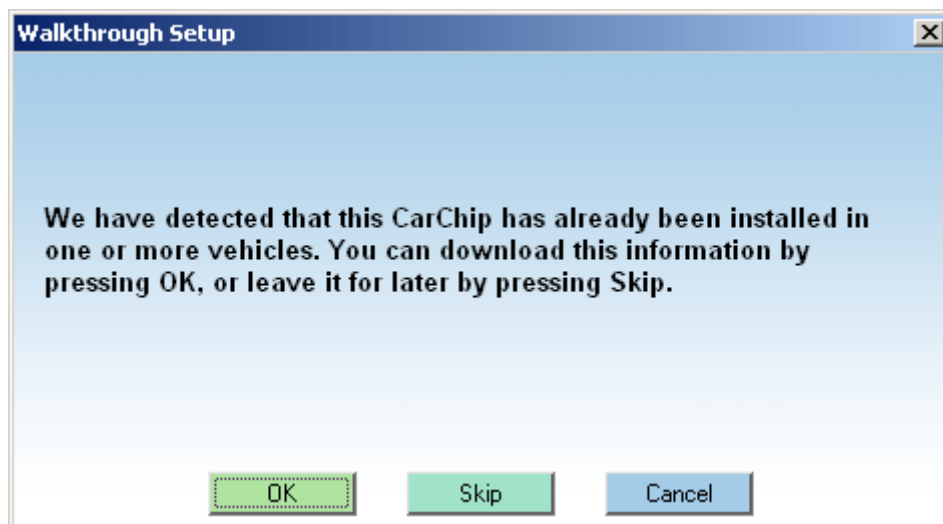 Walkthrough Setup
We have detected that this CarChip has already been installed in
one or more vehicles. You can download this information by
pressing OK, or leave it for later by pressing Skip.
OK
Skip
Cancel